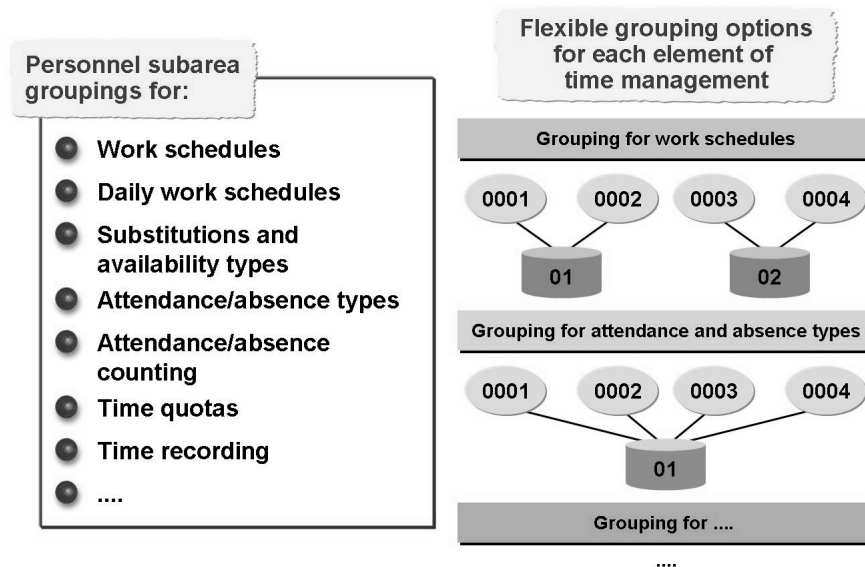 Personnel subarea
groupings for:
Work schedules
Daily work schedules
Substitutions and
availability types
Attendance/absence types
Attendance/absence
counting
Time quotas
Time recording
....
Flexible grouping options
for each element of
time management
Grouping for work schedules
0001 0002 0003 0004
01 02
Grouping for attendance and absence types
0001 0002 0003 0004
01
Grouping for ....
....